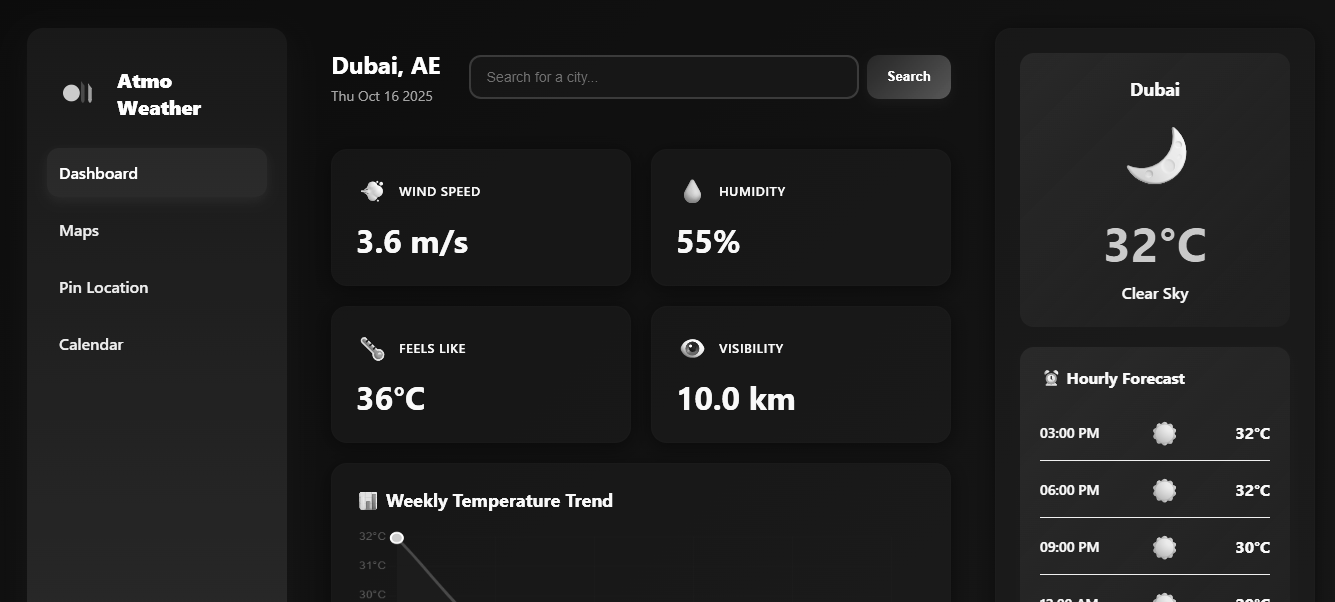 Atmo
Weather
Dashboard
Maps
Pin Location
Calendar
Dubai, AE
Thu Oct 16 2025
Search for a city...
Search
WIND SPEED
3.6 m/s
HUMIDITY
55%
FEELS LIKE
36°C
VISIBILITY
10.0 km
Weekly Temperature Trend
32°C
31°C
30°C
Dubai
32°C
Clear Sky
Hourly Forecast
03:00 PM 32°C
06:00 PM 32°C
09:00 PM 30°C